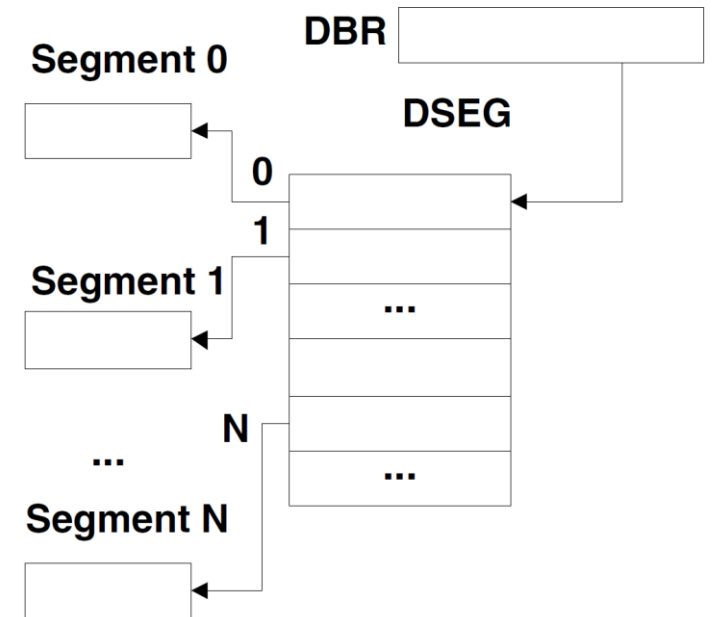 DBR
Segment 0
DSEG
0
1
Segment 1
...
N
...
...
Segment N